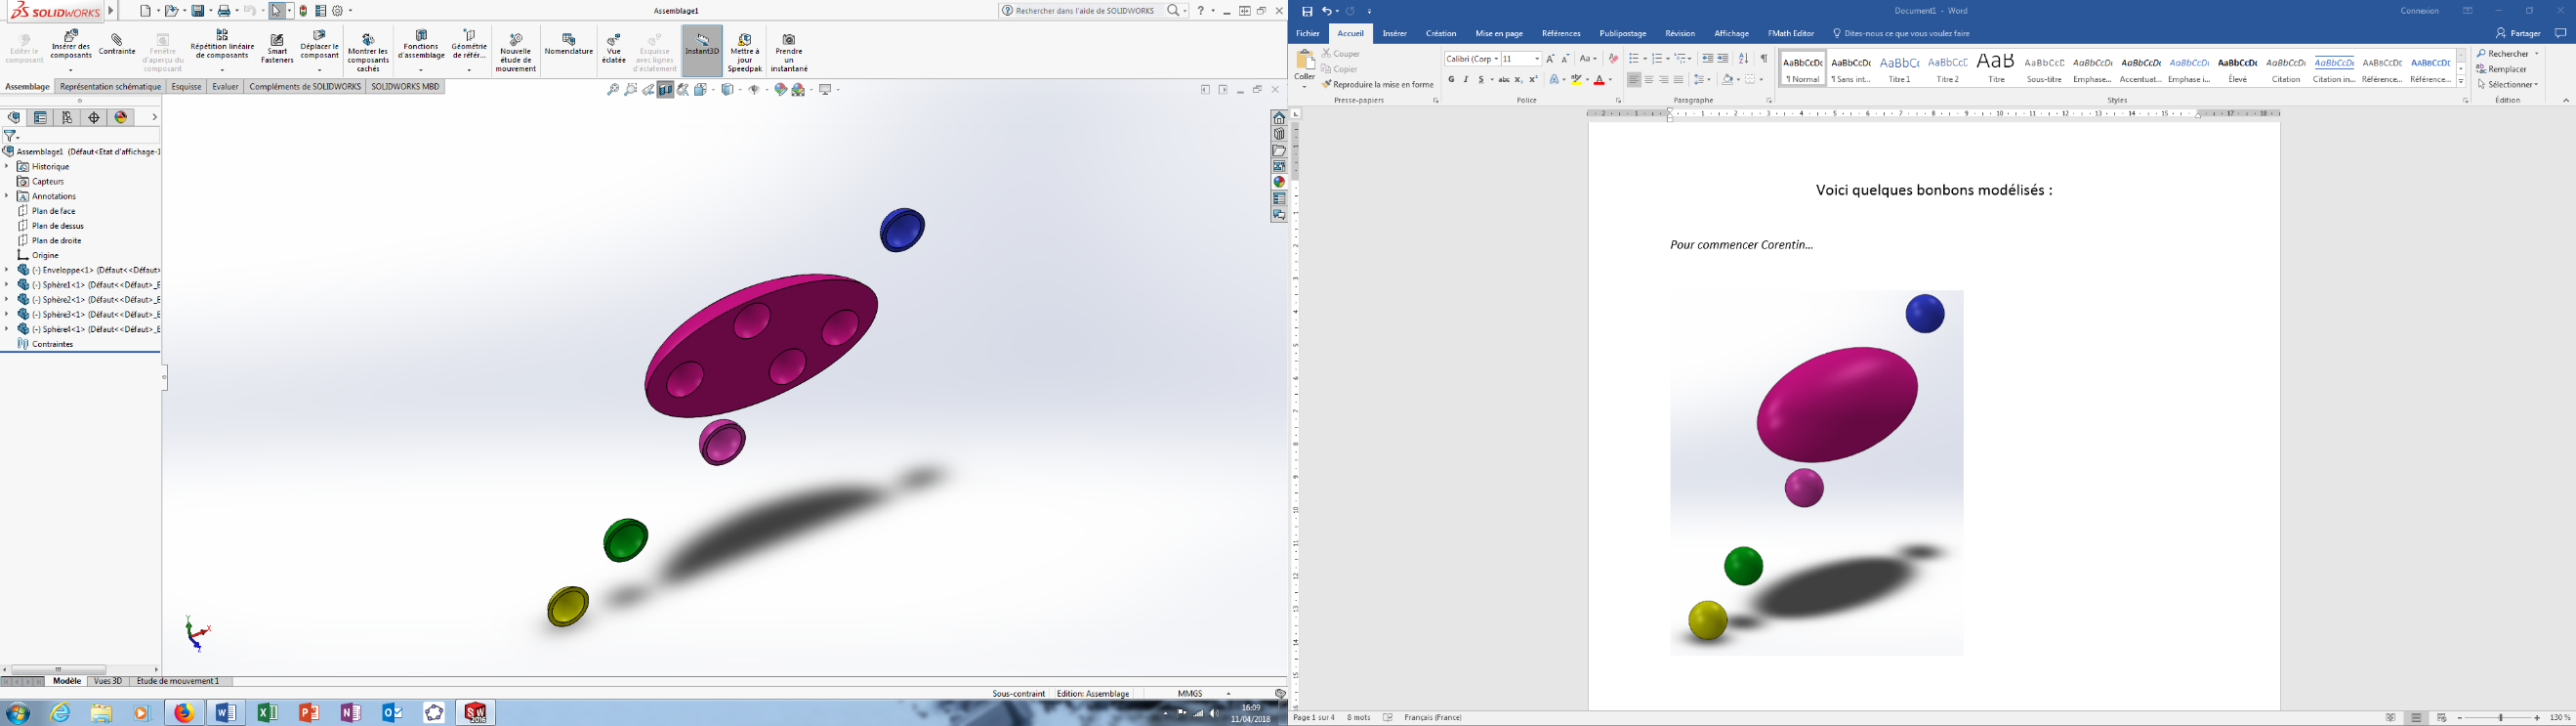 SOLIDWORKS
Assemblage1
Rechercher dans l'aide de SOLIDWORKS
Editer le composant
Insérer des composants
Contrainte
Fenêtre d'aperçu du composant
Répétition linéaire de composants
Smart Fasteners
Déplacer le composant
Montrer les composants cachés
Fonctions d'assemblage
Géométrie de référ...
Nouvelle étude de mouvement
Nomenclature
Vue éclatée
Esquisse avec lignes d'éclatement
Instant3D
Mettre à jour Speedpak
Prendre un instantané
Assemblage
Représentation schématique
Esquisse
Evaluer
Compléments de SOLIDWORKS
SOLIDWORKS MBD
Assemblage1 (Défaut<Etat d'affichage-1
Historique
Capteurs
Annotations
Plan de face
Plan de dessus
Plan de droite
Origine
(-) Enveloppe<1> (Défaut<<Défaut>
(-) Sphère1<1> (Défaut<<Défaut>_E
(-) Sphère2<1> (Défaut<<Défaut>_E
(-) Sphère3<1> (Défaut<<Défaut>_E
(-) Sphère4<1> (Défaut<<Défaut>_E
Contraintes
Modèle
Vues 3D
Etude de mouvement 1
Sous-contraint
Edition: Assemblage
MMGS
16:09
11/04/2018
Document1 - Word
Connexion
Fichier
Accueil
Insérer
Création
Mise en page
Références
Publipostage
Révision
Affichage
FMath Editor
Dites-nous ce que vous voulez faire
Partager
Coller
Couper
Copier
Reproduire la mise en forme
Presse-papiers
Calibri (Corp
11
Police
Paragraphe
¶ Normal
¶ Sans int...
Titre 1
Titre 2
Titre
Sous-titre
Emphase...
Accentuat...
Emphase i...
Élevé
Citation
Citation in...
Référence...
Référence...
Styles
Rechercher
Remplacer
Sélectionner
Édition
Voici quelques bonbons modélisés :
Pour commencer Corentin...
Page 1 sur 4
8 mots
Français (France)
130 %